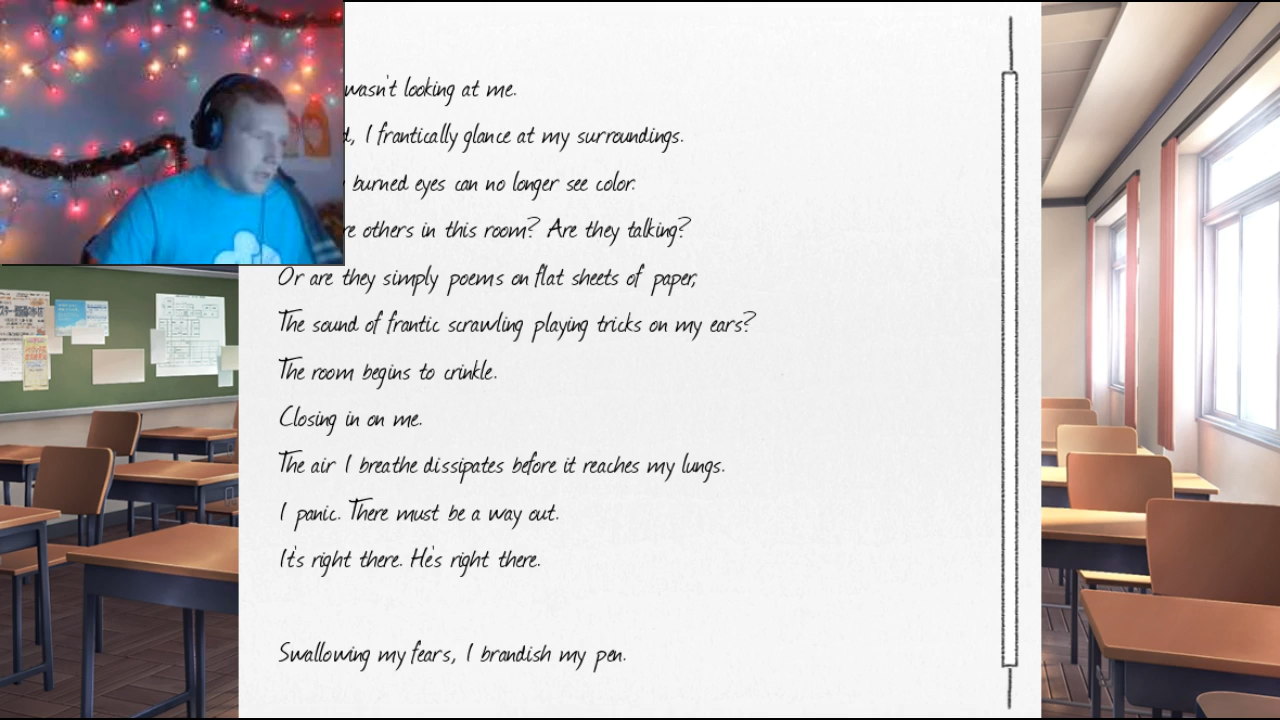 wasn't looking at me.
I frantically glance at my surroundings.
burned eyes can no longer see color.
others in this room? Are they talking?
Or are they simply poems on flat sheets of paper,
The sound of frantic scrawling playing tricks on my ears?
The room begins to crinkle.
Closing in on me.
The air I breathe dissipates before it reaches my lungs.
I panic. There must be a way out.
It's right there. He's right there.
Swallowing my fears, I brandish my pen.